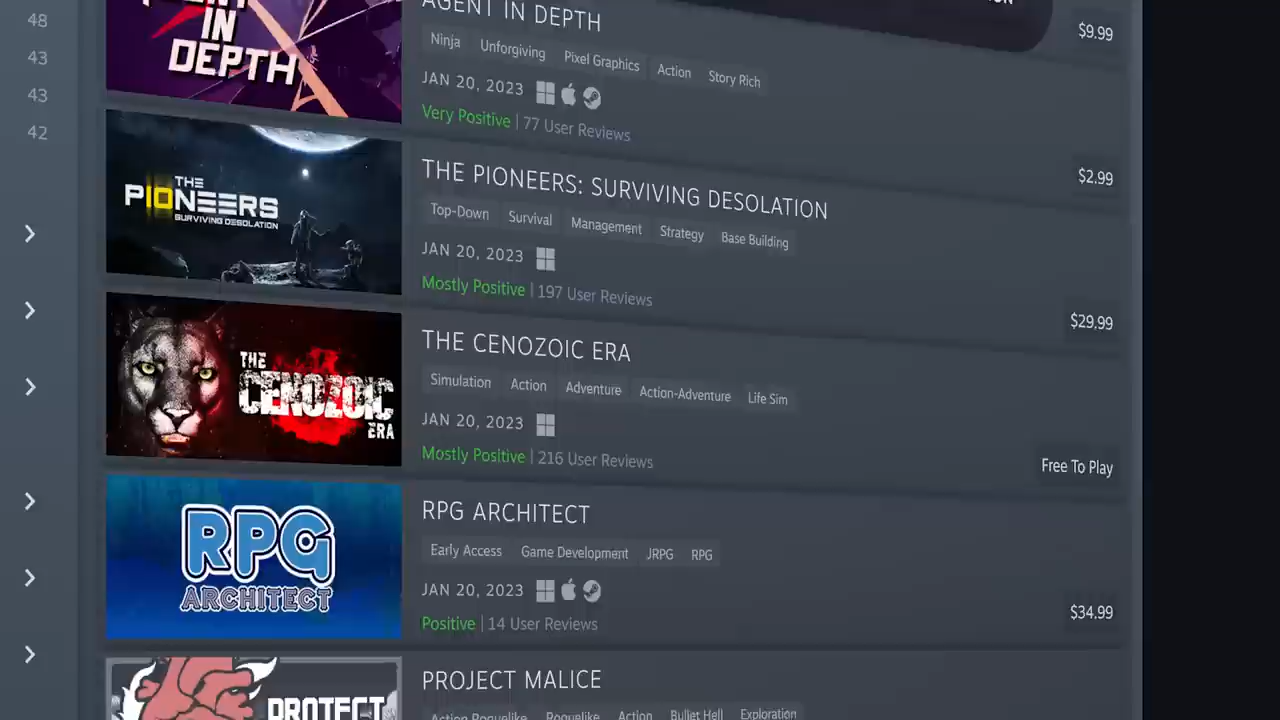 48
43
43
42
IN
DEPTH
AGENT IN DEPTH
Ninja Unforgiving Pixel Graphics Action Story Rich
JAN 20, 2023
Very Positive | 77 User Reviews
$9.99
THE
PIONEERS
SURVIVING DESOLATION
THE PIONEERS: SURVIVING DESOLATION
Top-Down Survival Management Strategy Base Building
JAN 20, 2023
Mostly Positive | 197 User Reviews
$2.99
THE
CENOZOIC
ERA
THE CENOZOIC ERA
Simulation Action Adventure Action-Adventure Life Sim
JAN 20, 2023
Mostly Positive | 216 User Reviews
$29.99
RPG
ARCHITECT
RPG ARCHITECT
Early Access Game Development JRPG RPG
JAN 20, 2023
Positive | 14 User Reviews
Free To Play
$34.99
PROJECT MALICE
Action Roguelike Roguelike Action Bullet Hell Exploration